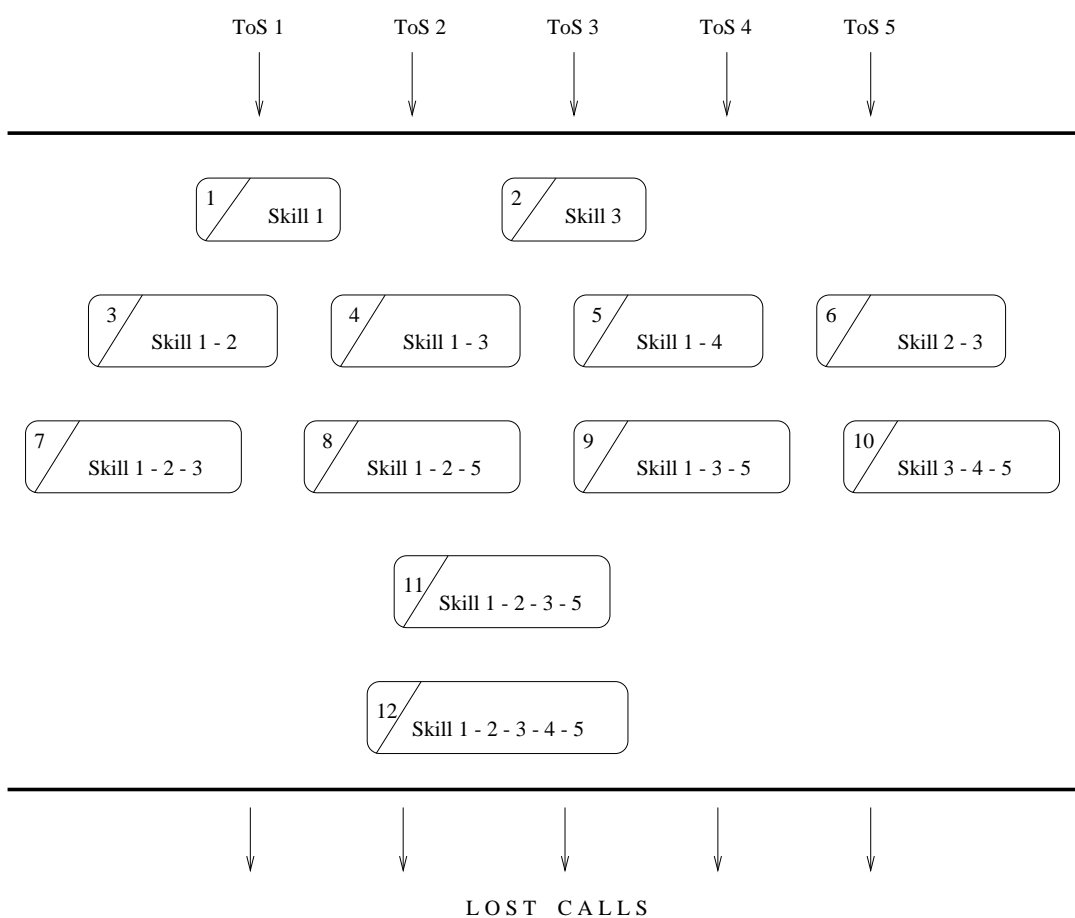 ToS 1 ToS 2 ToS 3 ToS 4 ToS 5
1 Skill 1
2 Skill 3
3 Skill 1 - 2
4 Skill 1 - 3
5 Skill 1 - 4
6 Skill 2 - 3
7 Skill 1 - 2 - 3
8 Skill 1 - 2 - 5
9 Skill 1 - 3 - 5
10 Skill 3 - 4 - 5
11 Skill 1 - 2 - 3 - 5
12 Skill 1 - 2 - 3 - 4 - 5
LOST CALLS